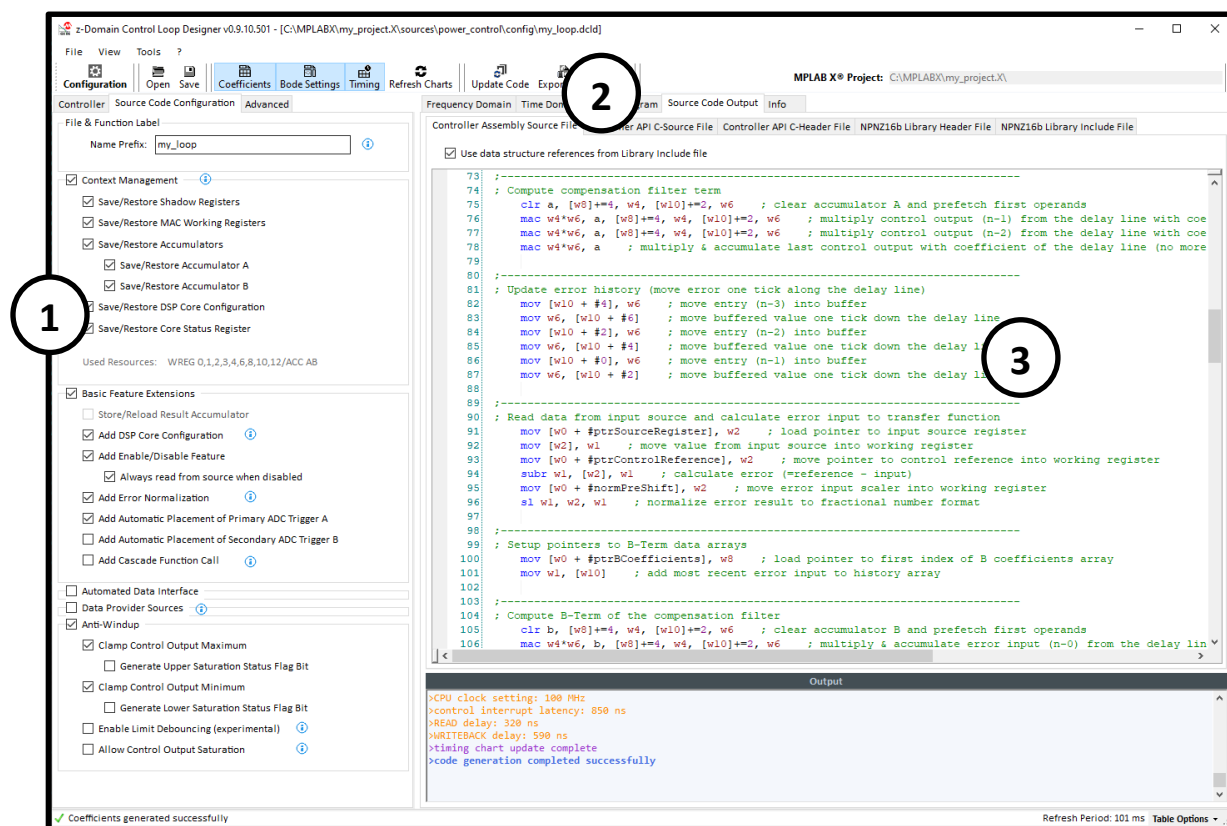 z-Domain Control Loop Designer v0.9.10.501 - [C:\MPLABX\my_project.X\sources\power_control\config\my_loop.dcld]
File View Tools ?
Configuration Open Save Coefficients Bode Settings Timing Refresh Charts Update Code
MPLAB X® Project: C:\MPLABX\my_project.X\
Controller Source Code Configuration Advanced
File & Function Label
Name Prefix: my_loop
Context Management
Save/Restore Shadow Registers
Save/Restore MAC Working Registers
Save/Restore Accumulators
Save/Restore Accumulator A
Save/Restore Accumulator B
Save/Restore DSP Core Configuration
Save/Restore Core Status Register
1
Used Resources: WREG 0,1,2,3,4,6,8,10,12/ACC AB
Basic Feature Extensions
Store/Reload Result Accumulator
Add DSP Core Configuration
Add Enable/Disable Feature
Always read from source when disabled
Add Error Normalization
Add Automatic Placement of Primary ADC Trigger A
Add Automatic Placement of Secondary ADC Trigger B
Add Cascade Function Call
Automated Data Interface
Data Provider Sources
Anti-Windup
Clamp Control Output Maximum
Generate Upper Saturation Status Flag Bit
Clamp Control Output Minimum
Generate Lower Saturation Status Flag Bit
Enable Limit Debouncing (experimental)
Allow Control Output Saturation
2
Frequency Domain Time Source Code Output Info
Controller Assembly Source File API C-Source File Controller API C-Header File NPNZ16b Library Header File NPNZ16b Library Include File
Use data structure references from Library Include file
73 ;------------------------------------------------------------------------------
74 ; Compute compensation filter term
75 clr a, [w8]+=4, w4, [w10]+=2, w6 ; clear accumulator A and prefetch first operands
76 mac w4*w6, a, [w8]+=4, w4, [w10]+=2, w6 ; multiply control output (n-1) from the delay line with coe
77 mac w4*w6, a, [w8]+=4, w4, [w10]+=2, w6 ; multiply control output (n-2) from the delay line with coe
78 mac w4*w6, a ; multiply & accumulate last control output with coefficient of the delay line (no more
79
80 ;------------------------------------------------------------------------------
81 ; Update error history (move error one tick along the delay line)
82 mov [w10 + #4], w6 ; move entry (n-3) into buffer
83 mov w6, [w10 + #6] ; move buffered value one tick down the delay line
84 mov [w10 + #2], w6 ; move entry (n-2) into buffer
85 mov w6, [w10 + #4] ; move buffered value one tick down the delay
86 mov [w10 + #0], w6 ; move entry (n-1) into buffer
87 mov w6, [w10 + #2] ; move buffered value one tick down the delay
3
88
89 ;------------------------------------------------------------------------------
90 ; Read data from input source and calculate error input to transfer function
91 mov [w0 + #ptrSourceRegister], w2 ; load pointer to input source register
92 mov [w2], w1 ; move value from input source into working register
93 mov [w0 + #ptrControlReference], w2 ; move pointer to control reference into working register
94 subr w1, [w2], w1 ; calculate error (=reference - input)
95 mov [w0 + #normPreShift], w2 ; move error input scaler into working register
96 sl w1, w2, w1 ; normalize error result to fractional number format
97
98 ;------------------------------------------------------------------------------
99 ; Setup pointers to B-Term data arrays
100 mov [w0 + #ptrBCoefficients], w8 ; load pointer to first index of B coefficients array
101 mov w1, [w10] ; add most recent error input to history array
102
103 ;------------------------------------------------------------------------------
104 ; Compute B-Term of the compensation filter
105 clr b, [w8]+=4, w4, [w10]+=2, w6 ; clear accumulator B and prefetch first operands
106 mac w4*w6, b, [w8]+=4, w4, [w10]+=2, w6 ; multiply & accumulate error input (n-0) from the delay lin
Output
>CPU clock setting: 100 MHz
>control interrupt latency: 850 ns
>READ delay: 320 ns
>WRITEBACK delay: 590 ns
>timing chart update complete
>code generation completed successfully
Coefficients generated successfully
Refresh Period: 101 ms Table Options